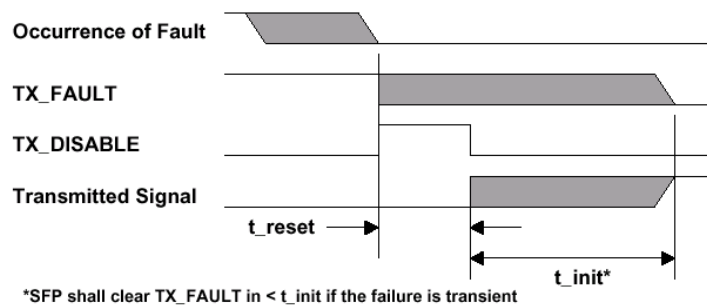 Occurrence of Fault
TX_FAULT
TX_DISABLE
Transmitted Signal
t_reset
t_init*
*SFP shall clear TX_FAULT in < t_init if the failure is transient